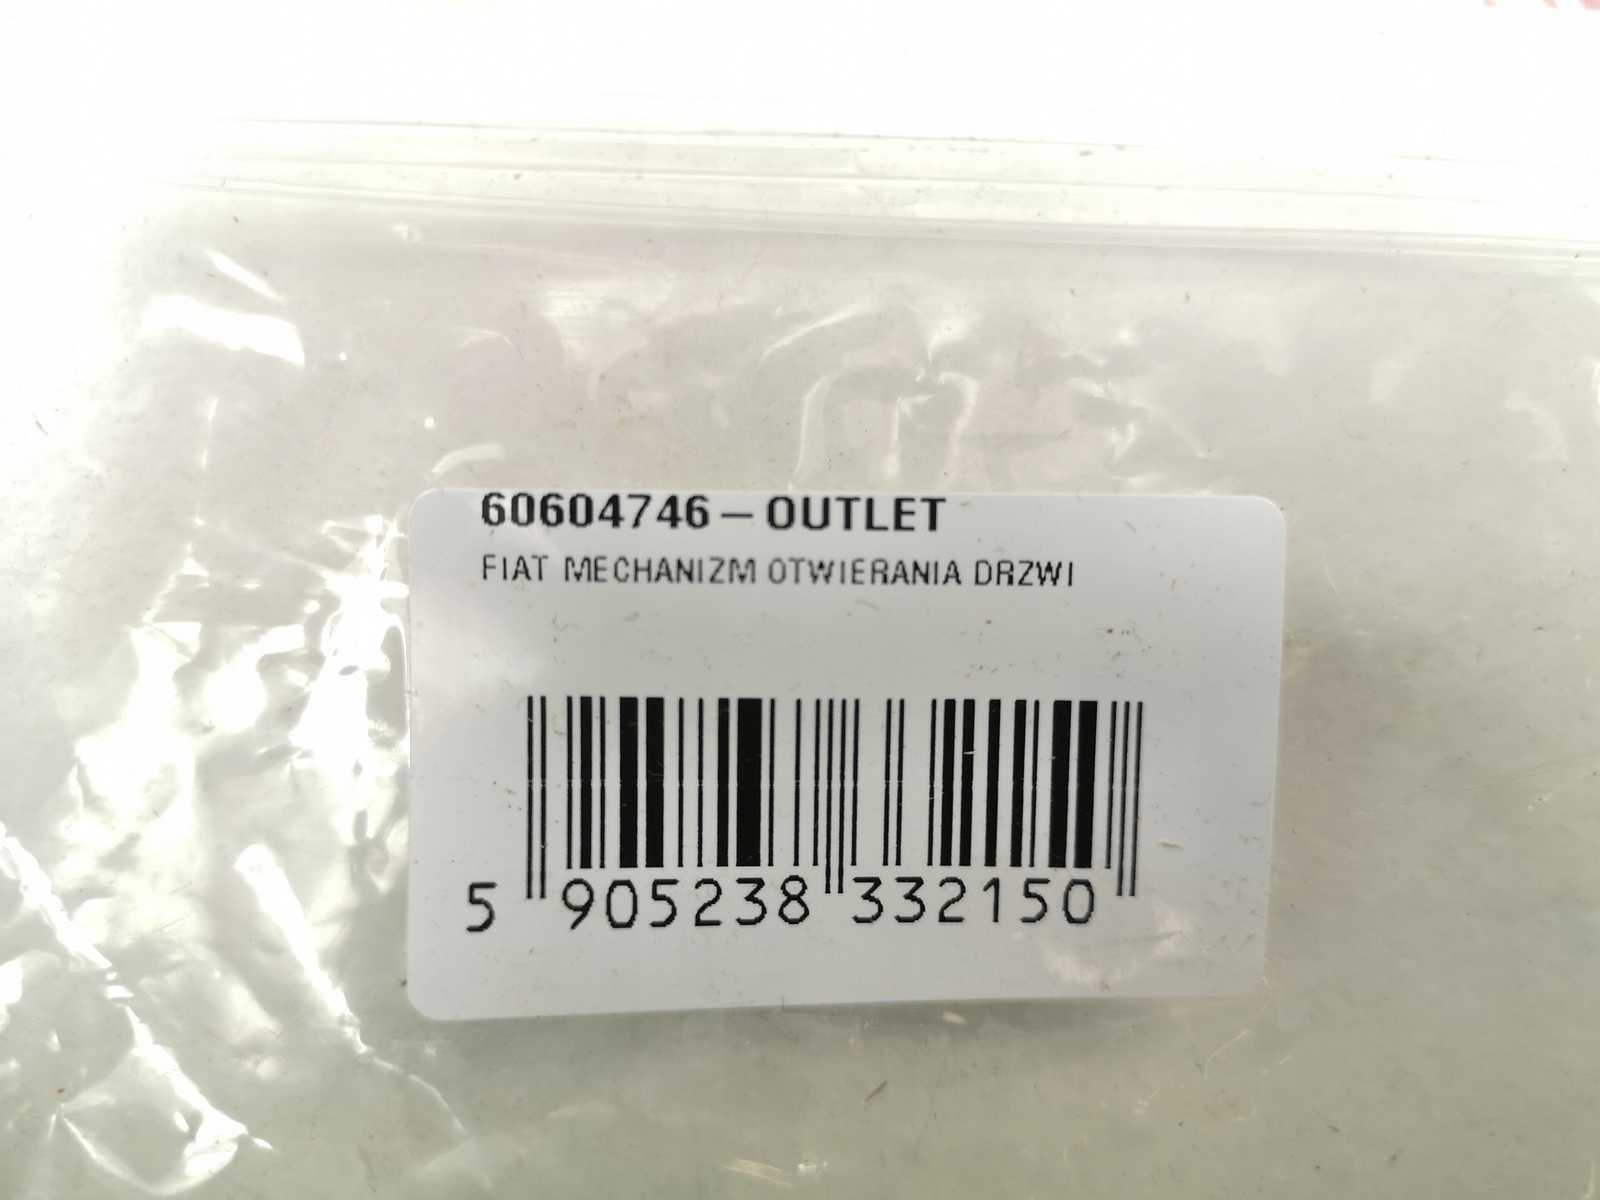 60604746-OUTLET
FIAT MECHANIZM OTWIERANIA DRZWI
5 905238 332150